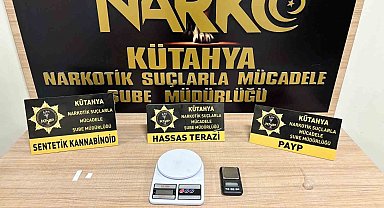 NARKO
KÜTAHYA
NARKOTİK SUÇLARLA MÜCADELE
ŞUBE MÜDÜRLÜĞÜ
KÜTAHYA
NARKOTİK SUÇLARLA
MÜCADELE
ŞUBE MÜDÜRLÜĞÜ
SENTETİK KANNABİNOİD
KÜTAHYA
NARKOTİK SUÇLARLA
MÜCADELE
ŞUBE MÜDÜRLÜĞÜ
HASSAS TERAZİ
KÜTAHYA
NARKOTİK SUÇLARLA
MÜCADELE
ŞUBE MÜDÜRLÜĞÜ
PAYP